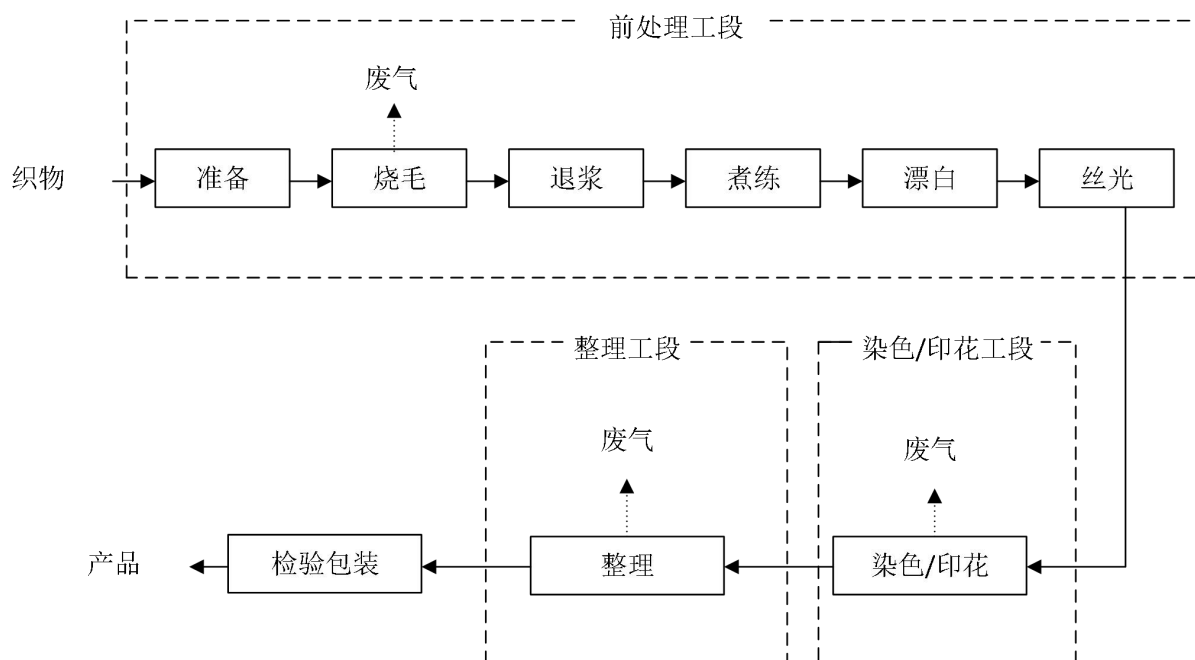 前处理工段
废气
织物
准备
烧毛
退浆
煮练
漂白
丝光
整理工段
染色/印花工段
废气
废气
产品
检验包装
整理
染色/印花